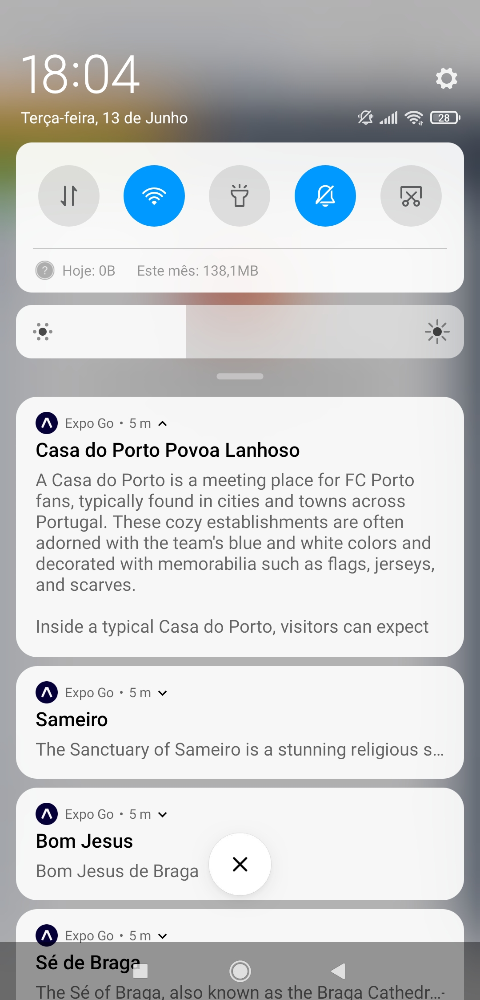 18:04
Terça-feira, 13 de Junho
28
? Hoje: 0B Este mês: 138,1MB
Expo Go • 5 m
Casa do Porto Povoa Lanhoso
A Casa do Porto is a meeting place for FC Porto
fans, typically found in cities and towns across
Portugal. These cozy establishments are often
adorned with the team's blue and white colors and
decorated with memorabilia such as flags, jerseys,
and scarves.
Inside a typical Casa do Porto, visitors can expect
Expo Go • 5 m
Sameiro
The Sanctuary of Sameiro is a stunning religious s...
Expo Go • 5 m
Bom Jesus
Bom Jesus de Braga
Expo Go • 5 m
Sé de Braga
The Sé of Braga, also known as the Braga Cathedr...-